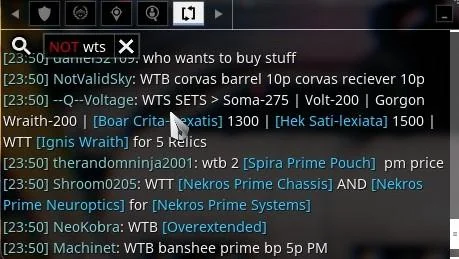 NOT wts
[23:50] daniel52109: who wants to buy stuff
[23:50] NotValidSky: WTB corvas barrel 10p corvas reciever 10p
[23:50] --Q--Voltage: WTS SETS > Soma-275 | Volt-200 | Gorgon
Wraith-200 | [Boar Crita-lexatis] 1300 | [Hek Sati-lexiata] 1500 |
WTT [Ignis Wraith] for 5 Relics
[23:50] therandomninja2001: wtb 2 [Spira Prime Pouch] pm price
[23:50] Shroom0205: WTT [Nekros Prime Chassis] AND [Nekros
Prime Neuroptics] for [Nekros Prime Systems]
[23:50] NeoKobra: WTB [Overextended]
[23:50] Machinet: WTB banshee prime bp 5p PM